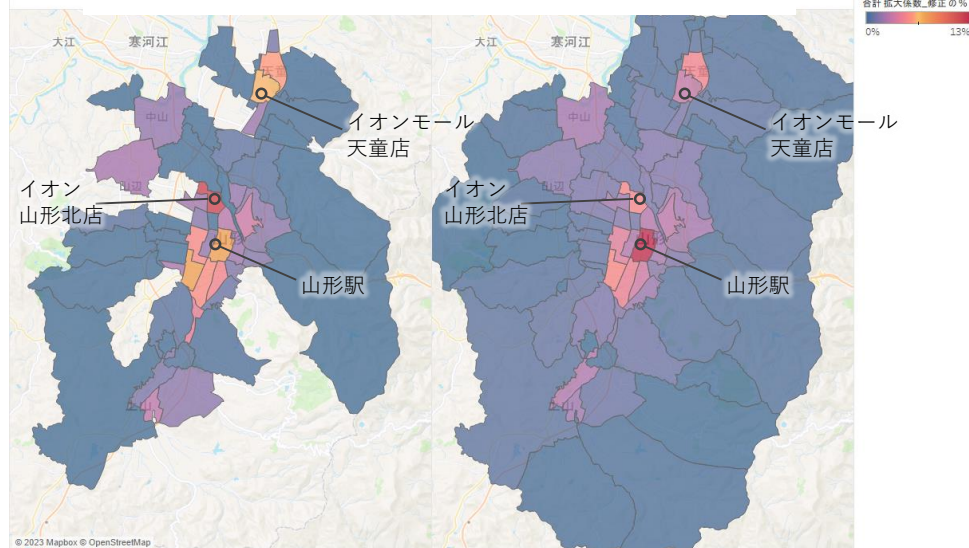 合計 拡大係数_修正 の %
0%
13%
大江
寒河江
天童
イオンモール
天童店
中山
イオン
山形北店
山辺
山形駅
© 2023 Mapbox © OpenStreetMap
大江
寒河江
天童
イオンモール
天童店
中山
イオン
山形北店
山辺
山形駅